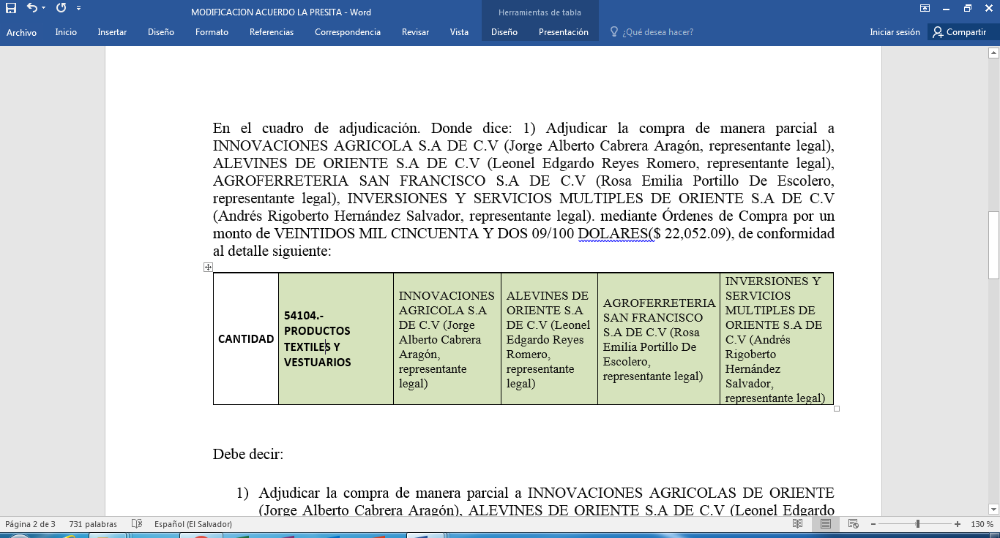 MODIFICACION ACUERDO LA PRESITA - Word
Herramientas de tabla
Archivo Inicio Insertar Diseño Formato Referencias Correspondencia Revisar Vista Diseño Presentación ¿Qué desea hacer? Iniciar sesión Compartir
En el cuadro de adjudicación. Donde dice: 1) Adjudicar la compra de manera parcial a
INNOVACIONES AGRICOLA S.A DE C.V (Jorge Alberto Cabrera Aragón, representante legal),
ALEVINES DE ORIENTE S.A DE C.V (Leonel Edgardo Reyes Romero, representante legal),
AGROFERRETERIA SAN FRANCISCO S.A DE C.V (Rosa Emilia Portillo De Escolero,
representante legal), INVERSIONES Y SERVICIOS MULTIPLES DE ORIENTE S.A DE C.V
(Andrés Rigoberto Hernández Salvador, representante legal). mediante Órdenes de Compra por un
monto de VEINTIDOS MIL CINCUENTA Y DOS 09/100 DOLARES($ 22,052.09), de conformidad
al detalle siguiente:
CANTIDAD
54104.-
PRODUCTOS
TEXTILES Y
VESTUARIOS
INNOVACIONES
AGRICOLA S.A
DE C.V (Jorge
Alberto Cabrera
Aragón,
representante
legal)
ALEVINES DE
ORIENTE S.A
DE C.V (Leonel
Edgardo Reyes
Romero,
representante
legal)
AGROFERRETERIA
SAN FRANCISCO
S.A DE C.V (Rosa
Emilia Portillo De
Escolero,
representante legal)
INVERSIONES Y
SERVICIOS
MULTIPLES DE
ORIENTE S.A DE
C.V (Andrés
Rigoberto
Hernández
Salvador,
representante legal)
Debe decir:
1) Adjudicar la compra de manera parcial a INNOVACIONES AGRICOLAS DE ORIENTE
(Jorge Alberto Cabrera Aragón), ALEVINES DE ORIENTE S.A DE C.V (Leonel Edgardo
Página 2 de 3 731 palabras Español (El Salvador) 130 %